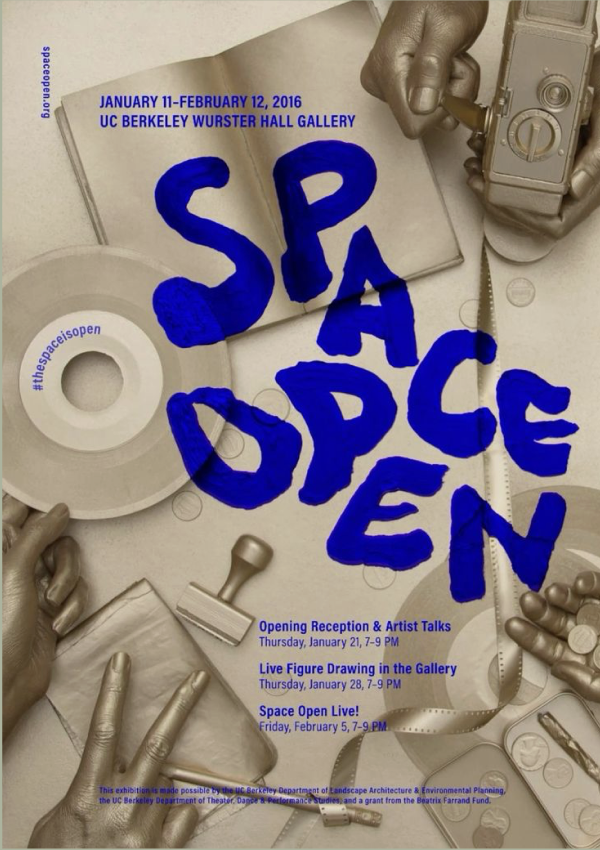 spaceopen.org
JANUARY 11–FEBRUARY 12, 2016
UC BERKELEY WURSTER HALL GALLERY
SPACE
OPEN
#thespaceisopen
Opening Reception & Artist Talks
Thursday, January 21, 7–9 PM
Live Figure Drawing in the Gallery
Thursday, January 28, 7–9 PM
Space Open Live!
Friday, February 5, 7–9 PM
This exhibition is made possible by the UC Berkeley Department of Landscape Architecture & Environmental Planning,
the UC Berkeley Department of Theater, Dance & Performance Studies, and a grant from the Beatrix Farrand Fund.